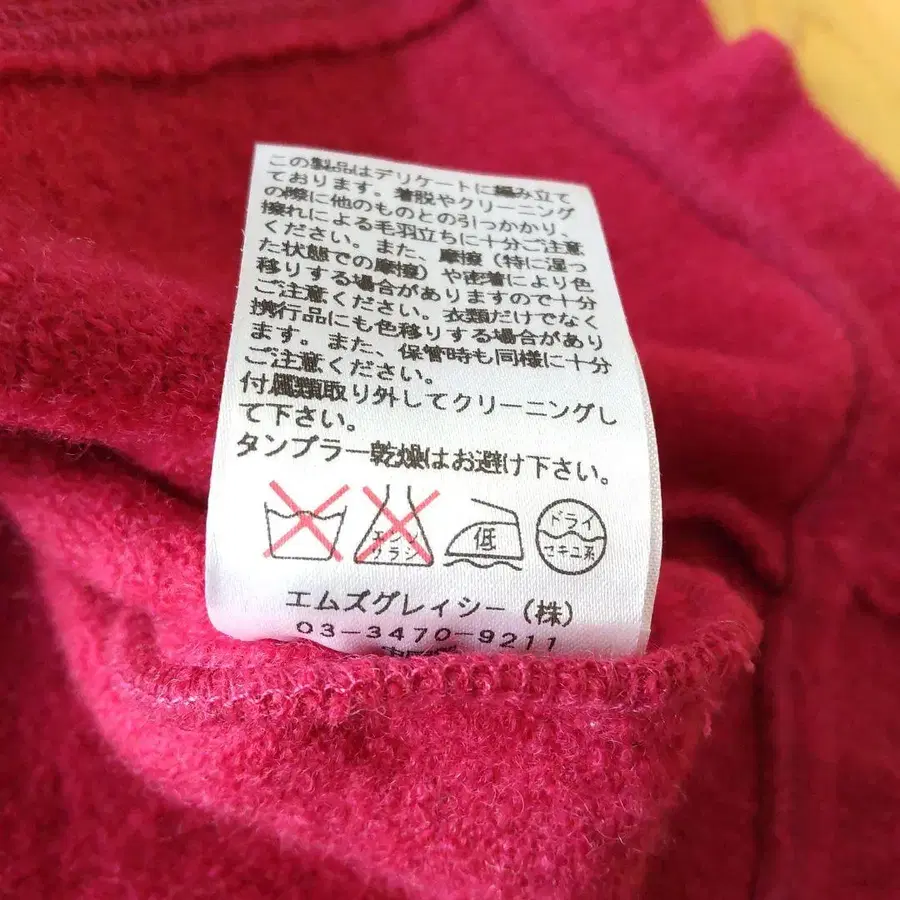 この製品はデリケートに編み立て
ております。着脱やクリーニング
の際に他のものとの引つかかり、
擦れによる毛羽立ちに十分ご注意
ください。また、摩擦（特に湿っ
た状態での摩擦）や密着により色
移りする場合がありますので十分
ご注意ください。衣類だけでなく
携行品にも色移りする場合があり
ます。また、保管時も同様に十分
ご注意ください。
付属類取り外してクリーニングし
て下さい。
タンブラー乾燥はお避け下さい。
エンソ
サラシ
低
ドライ
セキユ系
エムズグレイシー（株）
03-3470-9211